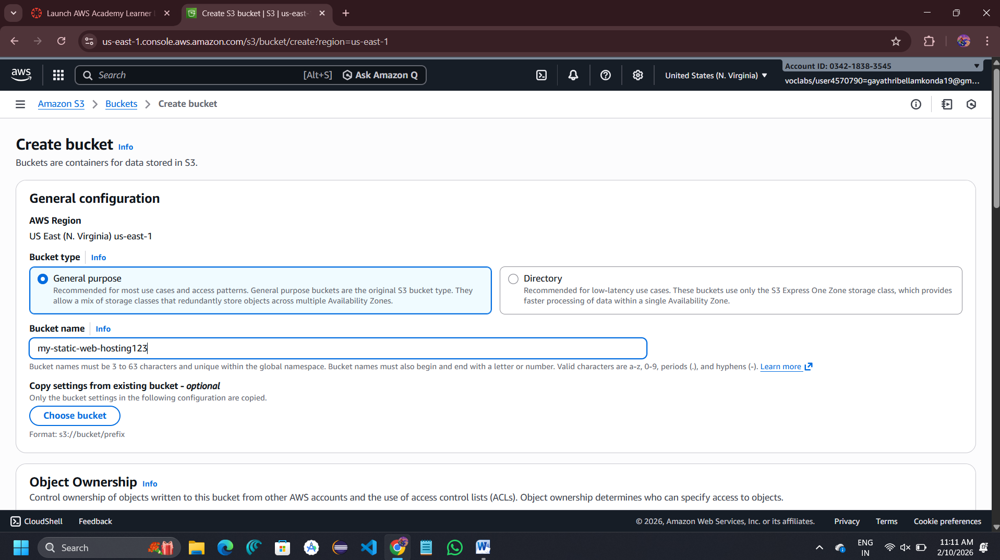 Launch AWS Academy Learner
Create S3 bucket | S3 | us-east-
us-east-1.console.aws.amazon.com/s3/bucket/create?region=us-east-1
aws
Search
[Alt+S]
Ask Amazon Q
United States (N. Virginia)
Account ID: 0342-1838-3545
voclabs/user4570790=gayathribellamkonda19@gm...
Amazon S3
Buckets
Create bucket
Create bucket Info
Buckets are containers for data stored in S3.
General configuration
AWS Region
US East (N. Virginia) us-east-1
Bucket type Info
General purpose
Recommended for most use cases and access patterns. General purpose buckets are the original S3 bucket type. They
allow a mix of storage classes that redundantly store objects across multiple Availability Zones.
Directory
Recommended for low-latency use cases. These buckets use only the S3 Express One Zone storage class, which provides
faster processing of data within a single Availability Zone.
Bucket name Info
my-static-web-hosting123
Bucket names must be 3 to 63 characters and unique within the global namespace. Bucket names must also begin and end with a letter or number. Valid characters are a-z, 0-9, periods (.), and hyphens (-). Learn more
Copy settings from existing bucket - optional
Only the bucket settings in the following configuration are copied.
Choose bucket
Format: s3://bucket/prefix
Object Ownership Info
Control ownership of objects written to this bucket from other AWS accounts and the use of access control lists (ACLs). Object ownership determines who can specify access to objects.
CloudShell
Feedback
© 2026, Amazon Web Services, Inc. or its affiliates.
Privacy
Terms
Cookie preferences
Search
ENG
IN
11:11 AM
2/10/2026